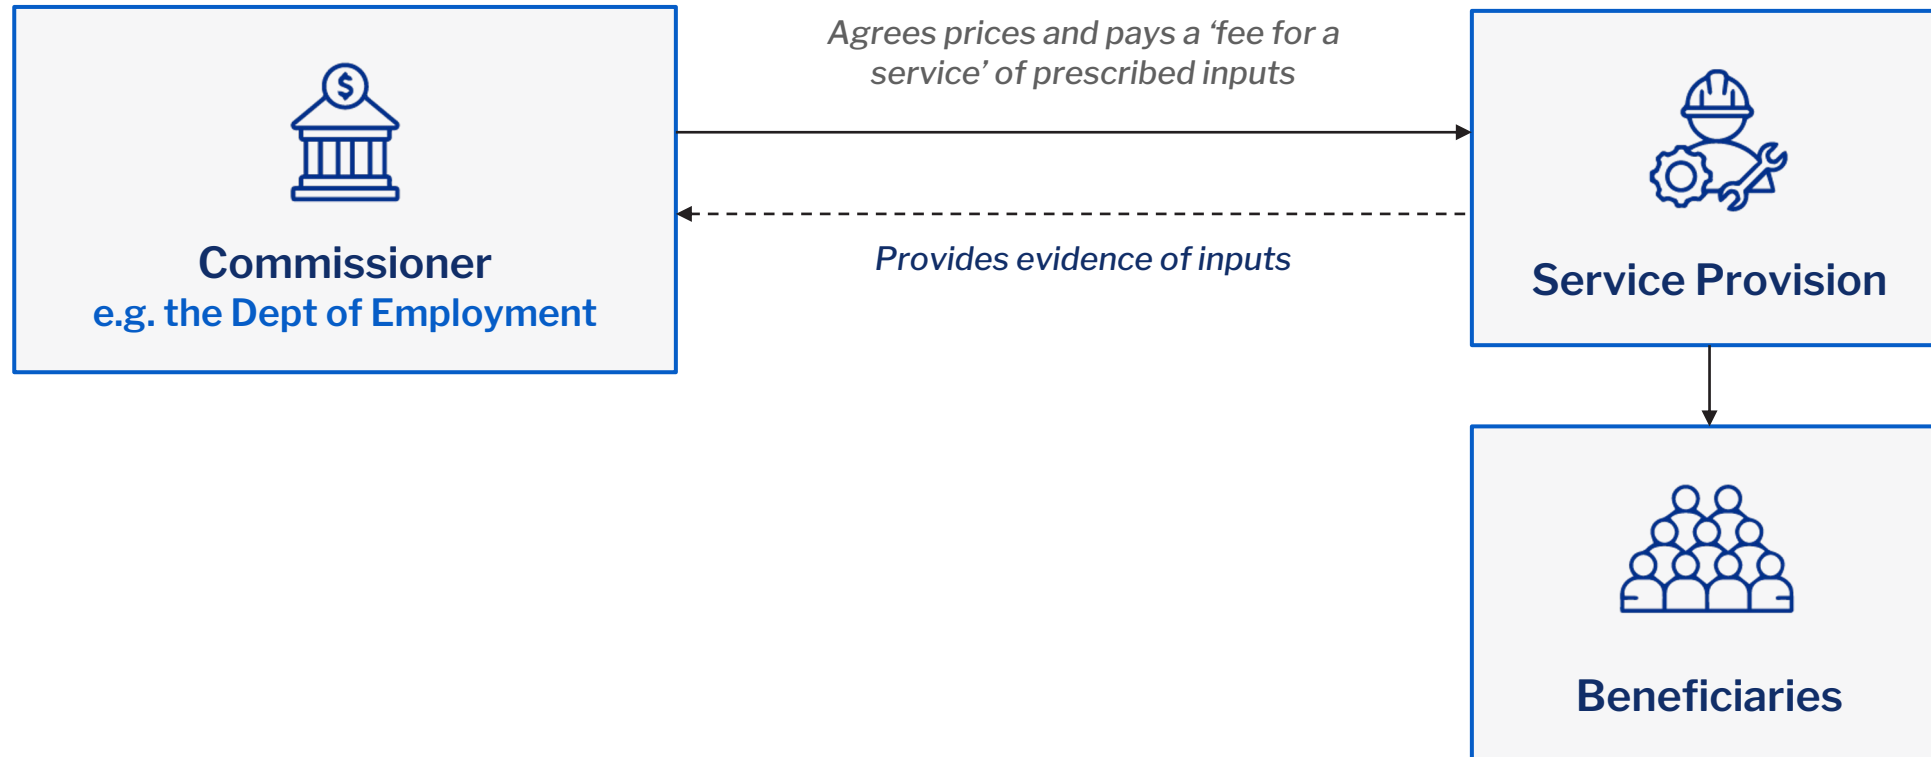 Agrees prices and pays a ‘fee for a
service’ of prescribed inputs
Commissioner
e.g. the Dept of Employment
Provides evidence of inputs
Service Provision
Beneficiaries